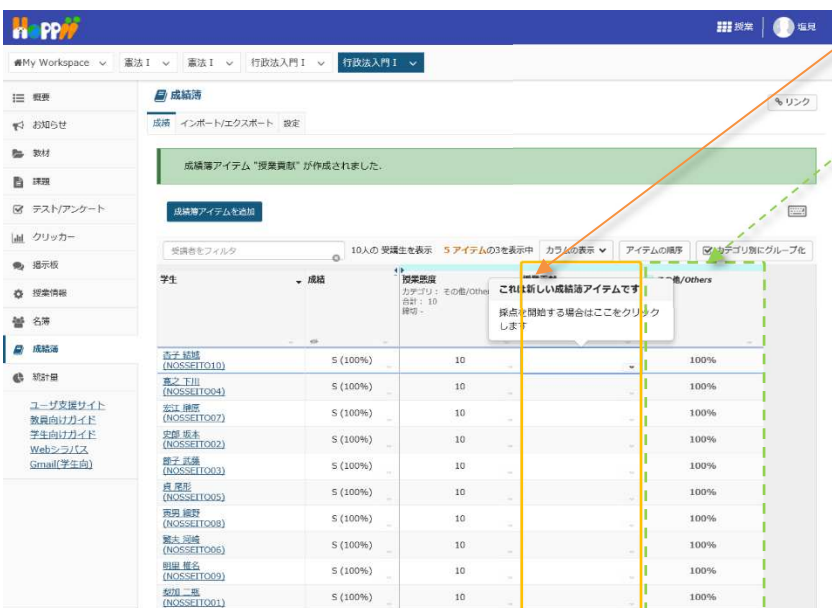 HoPPii
授業
塩見
My Workspace
憲法 I
憲法 I
行政法入門 I
行政法入門 I
概要
お知らせ
教材
課題
テスト/アンケート
クリッカー
掲示板
授業情報
名簿
成績簿
統計量
ユーザ支援サイト
教員向けガイド
学生向けガイド
Webシラバス
Gmail(学生向)
成績簿
リンク
成績 インポート/エクスポート 設定
成績簿アイテム "授業貢献" が作成されました.
成績簿アイテムを追加
受講者をフィルタ
10人の 受講生を表示 5 アイテムの3を表示中 カラムの表示 アイテムの順序 カテゴリ別にグループ化
学生 成績 授業態度
カテゴリ: その他/Othe
合計: 10
締切 -
これは新しい成績簿アイテムです
採点を開始する場合はここをクリック
します
の他/Others
杏子 結城
(NOSSEITO10) S (100%) 10 100%
寛之 下川
(NOSSEITO04) S (100%) 10 100%
宏江 榊原
(NOSSEITO07) S (100%) 10 100%
史郎 坂本
(NOSSEITO02) S (100%) 10 100%
節子 武藤
(NOSSEITO03) S (100%) 10 100%
貞 尾形
(NOSSEITO05) S (100%) 10 100%
細野
(NOSSEITO08) S (100%) 10 100%
河崎
(NOSSEITO06) S (100%) 10 100%
明里 椎名
(NOSSEITO09) S (100%) 10 100%
(NOSSEITO01) S (100%) 10 100%